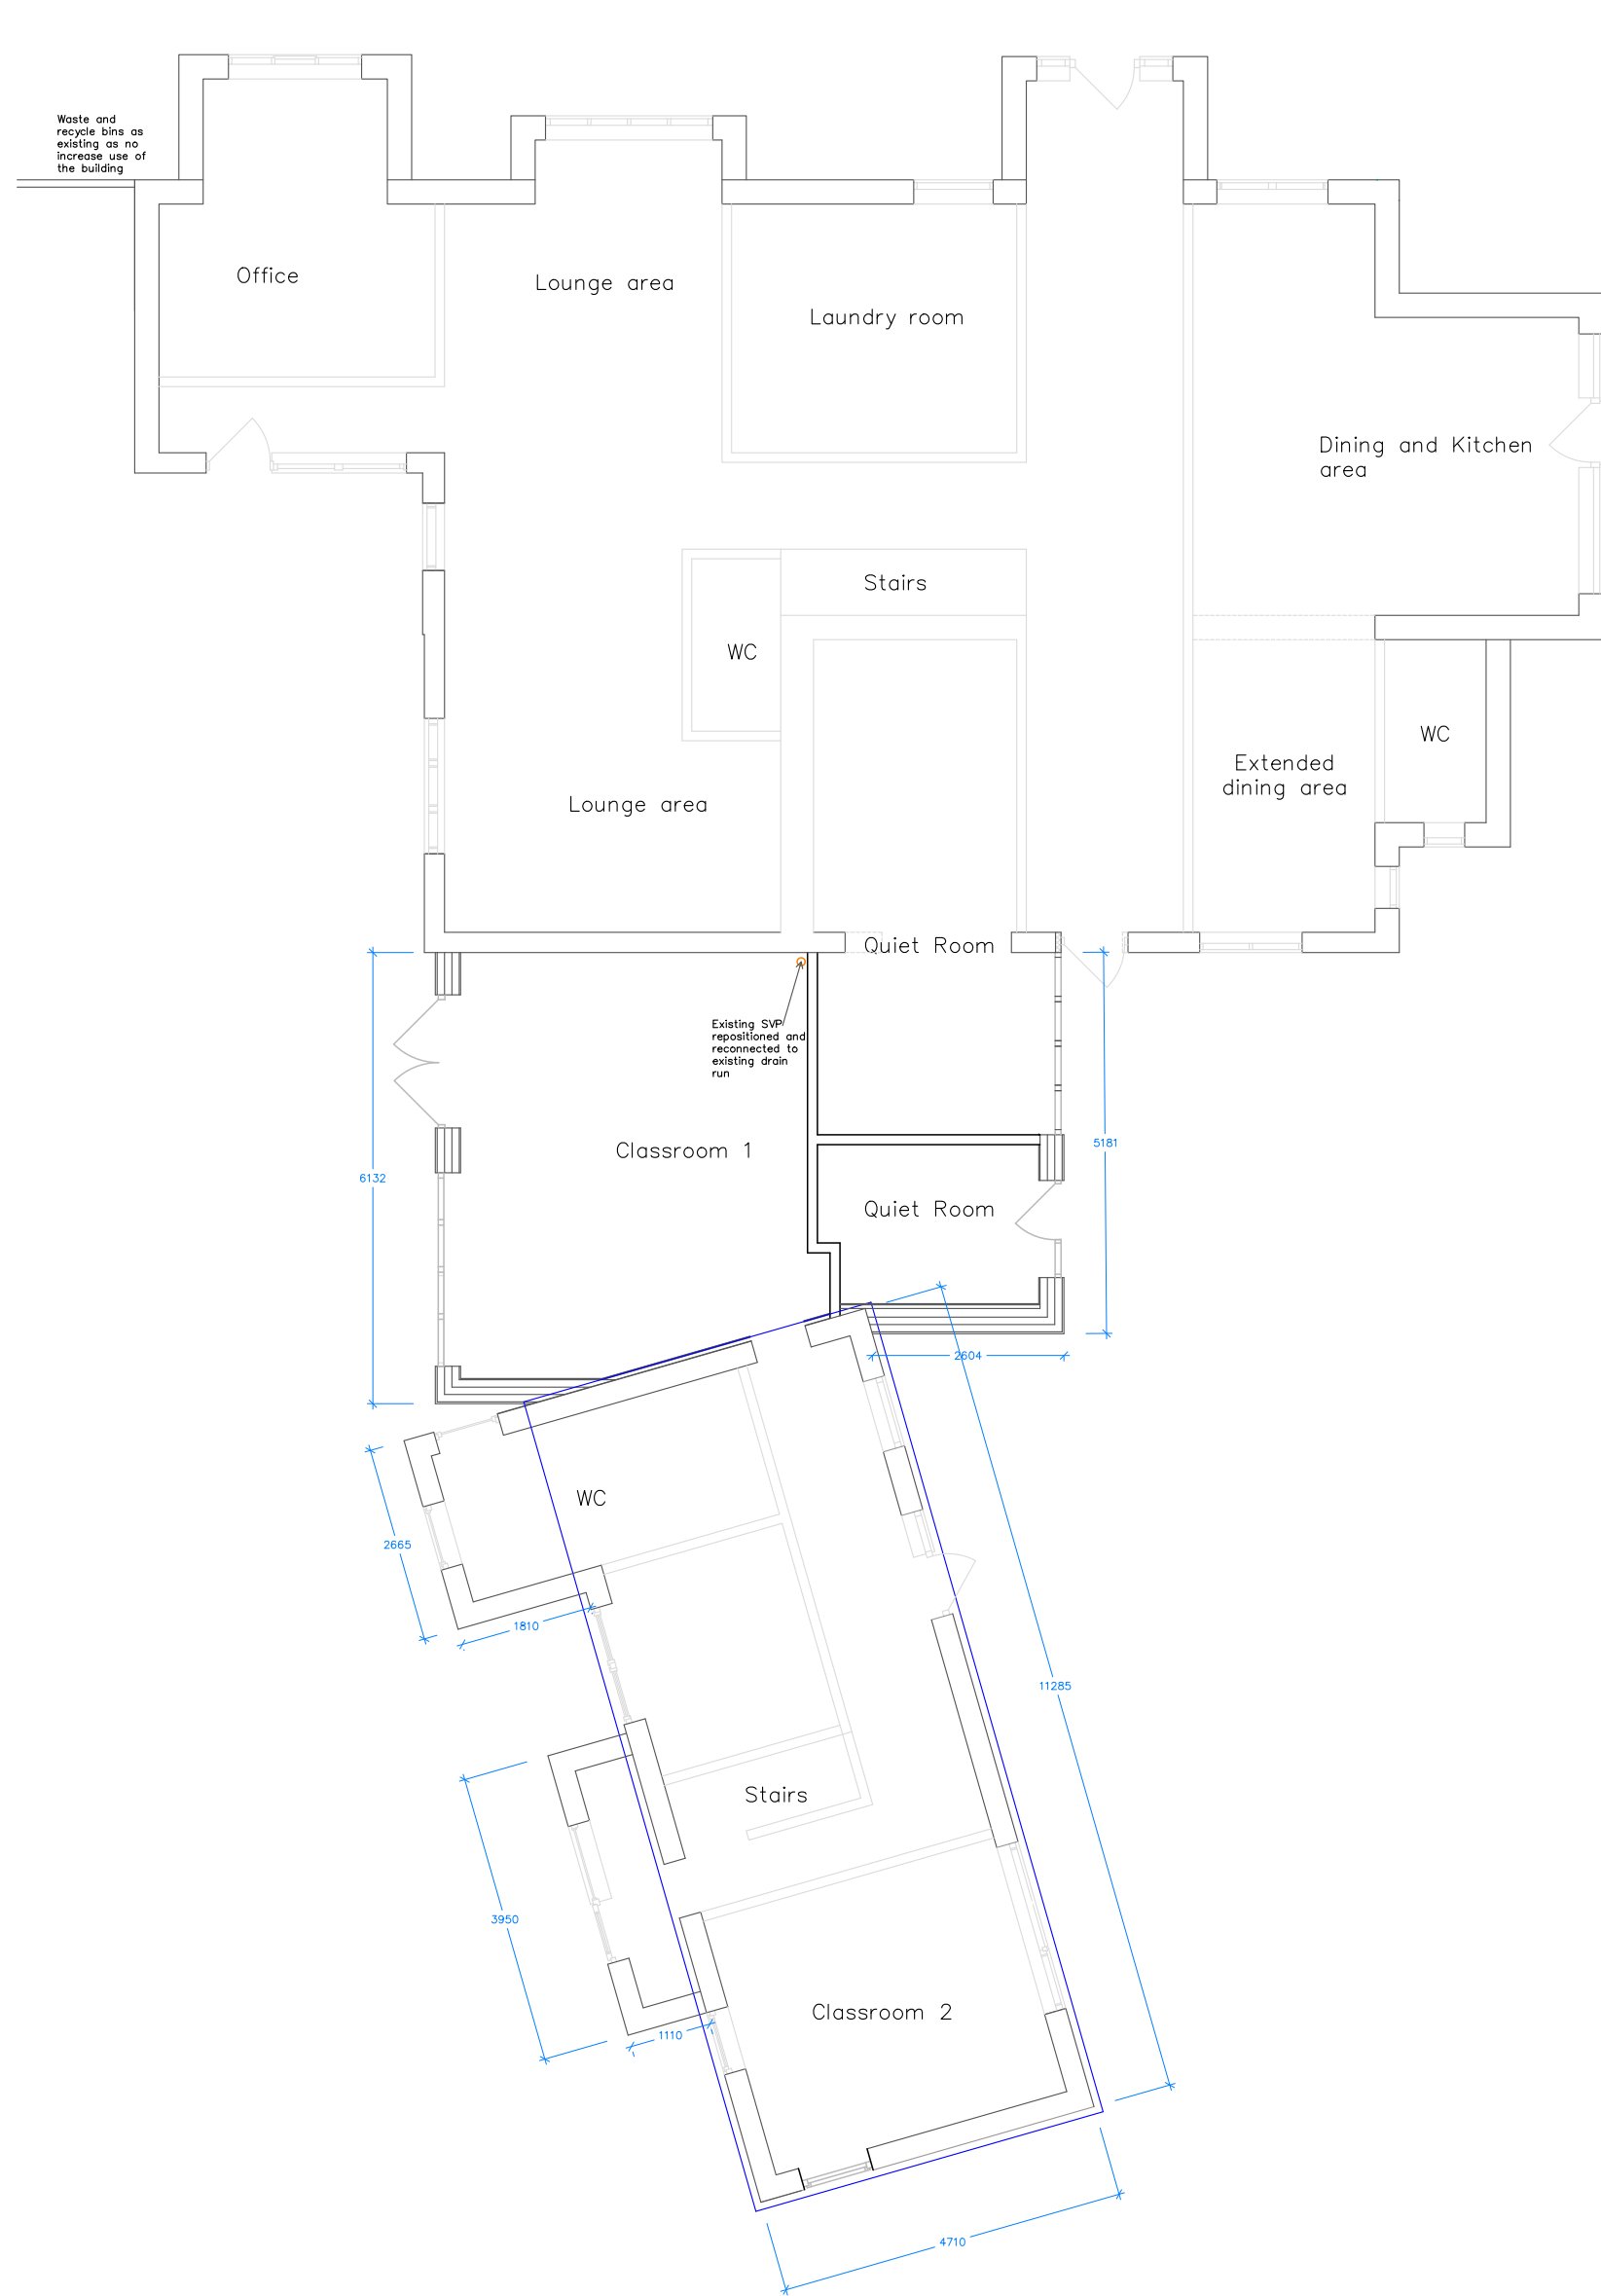 Waste and
recycle bins as
existing as no
increase use of
the building
Office
Lounge area
Laundry room
Dining and Kitchen
area
Stairs
WC
WC
Extended
dining area
Lounge area
Quiet Room
Existing SVP
repositioned and
reconnected to
existing drain
run
5181
Classroom 1
6132
Quiet Room
2604
WC
2665
1810
11285
Stairs
3950
Classroom 2
1110
4710